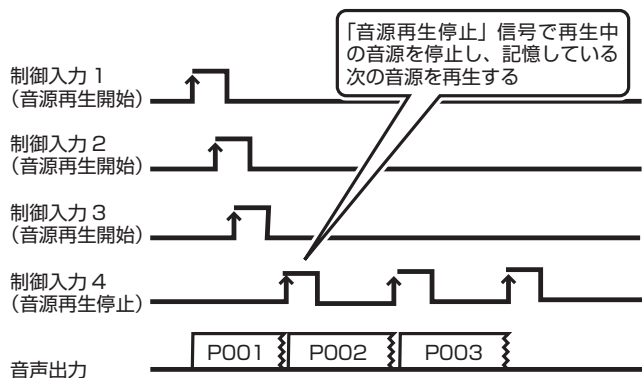 「音源再生停止」信号で再生中
の音源を停止し、記憶している
次の音源を再生する
制御入力 1
（音源再生開始）
制御入力 2
（音源再生開始）
制御入力 3
（音源再生開始）
制御入力 4
（音源再生停止）
P001 P002 P003
音声出力